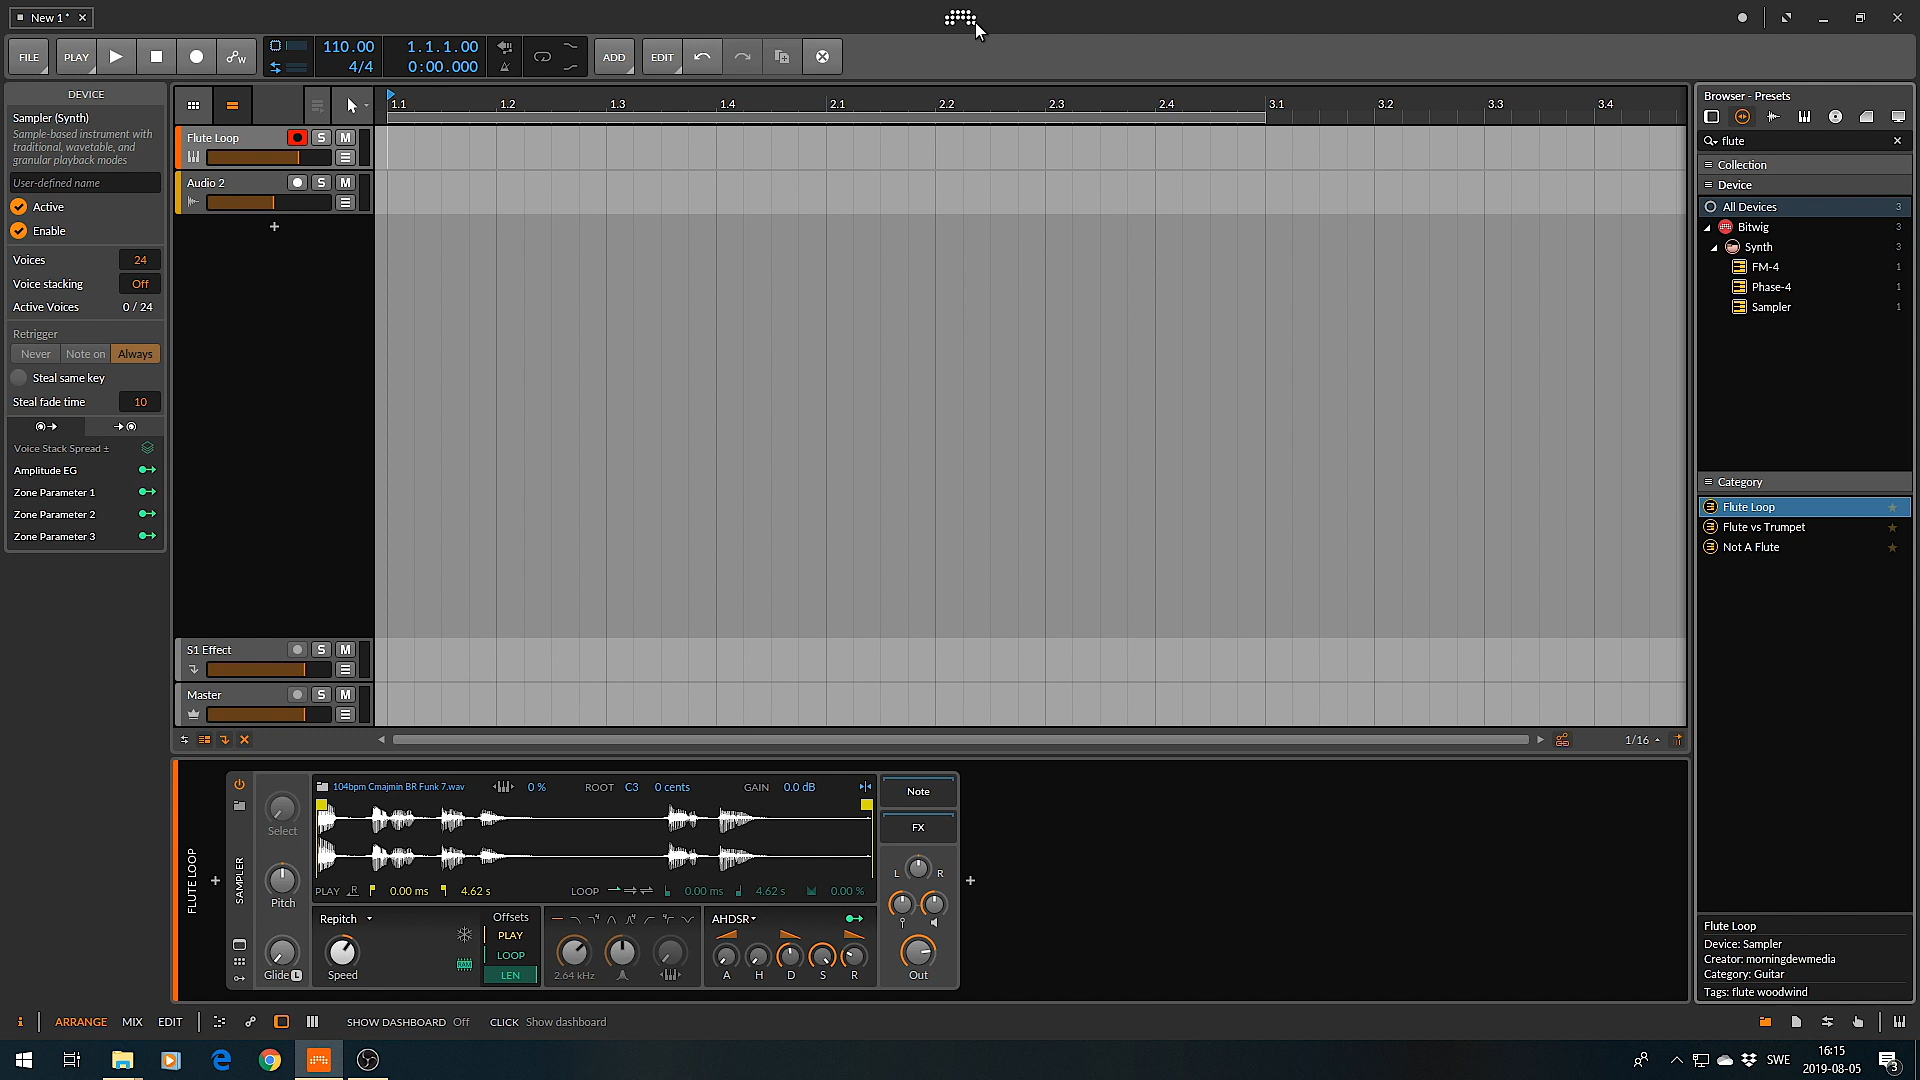 New 1*
FILE
PLAY
110.00
4/4
1.1.1.00
0:00.000
ADD
EDIT
DEVICE
Sampler (Synth)
Sample-based instrument with
traditional, wavetable, and
granular playback modes
User-defined name
Active
Enable
Voices 24
Voice stacking Off
Active Voices 0 / 24
Retrigger
Never Note on Always
Steal same key
Steal fade time 10
Voice Stack Spread ±
Amplitude EG
Zone Parameter 1
Zone Parameter 2
Zone Parameter 3
1.1 1.2 1.3 1.4 2.1 2.2 2.3 2.4 3.1 3.2 3.3 3.4
Flute Loop S M
Audio 2 S M
S1 Effect S M
Master S M
1/16
Browser - Presets
flute
Collection
Device
All Devices 3
Bitwig 3
Synth 3
FM-4 1
Phase-4 1
Sampler 1
Category
Flute Loop
Flute vs Trumpet
Not A Flute
Flute Loop
Device: Sampler
Creator: morningdewmedia
Category: Guitar
Tags: flute woodwind
FLUTE LOOP
SAMPLER
Select
Pitch
Glide L
104bpm Cmajmin BR Funk 7.wav 0 % ROOT C3 0 cents GAIN 0.0 dB
PLAY R 0.00 ms 4.62 s LOOP 0.00 ms 4.62 s 0.00 %
Repitch
Speed
Offsets
PLAY
LOOP
LEN
2.64 kHz
AHDSR
A H D S R
Note
FX
L R
Out
ARRANGE MIX EDIT SHOW DASHBOARD Off CLICK Show dashboard
SWE
16:15
2019-08-05
3